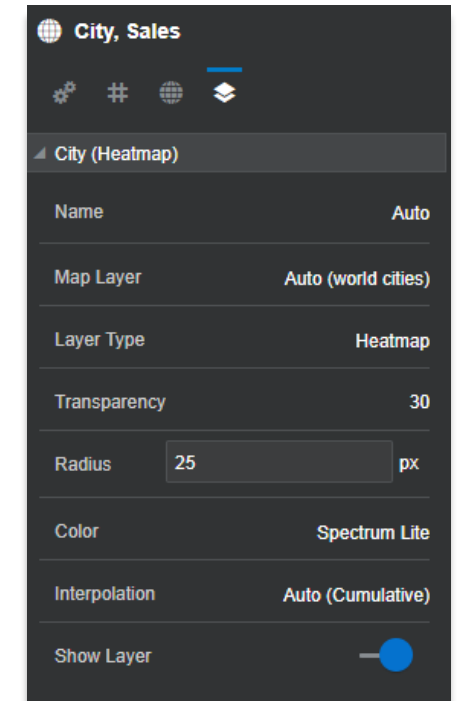 City, Sales
#
City (Heatmap)
Name Auto
Map Layer Auto (world cities)
Layer Type Heatmap
Transparency 30
Radius 25 px
Color Spectrum Lite
Interpolation Auto (Cumulative)
Show Layer